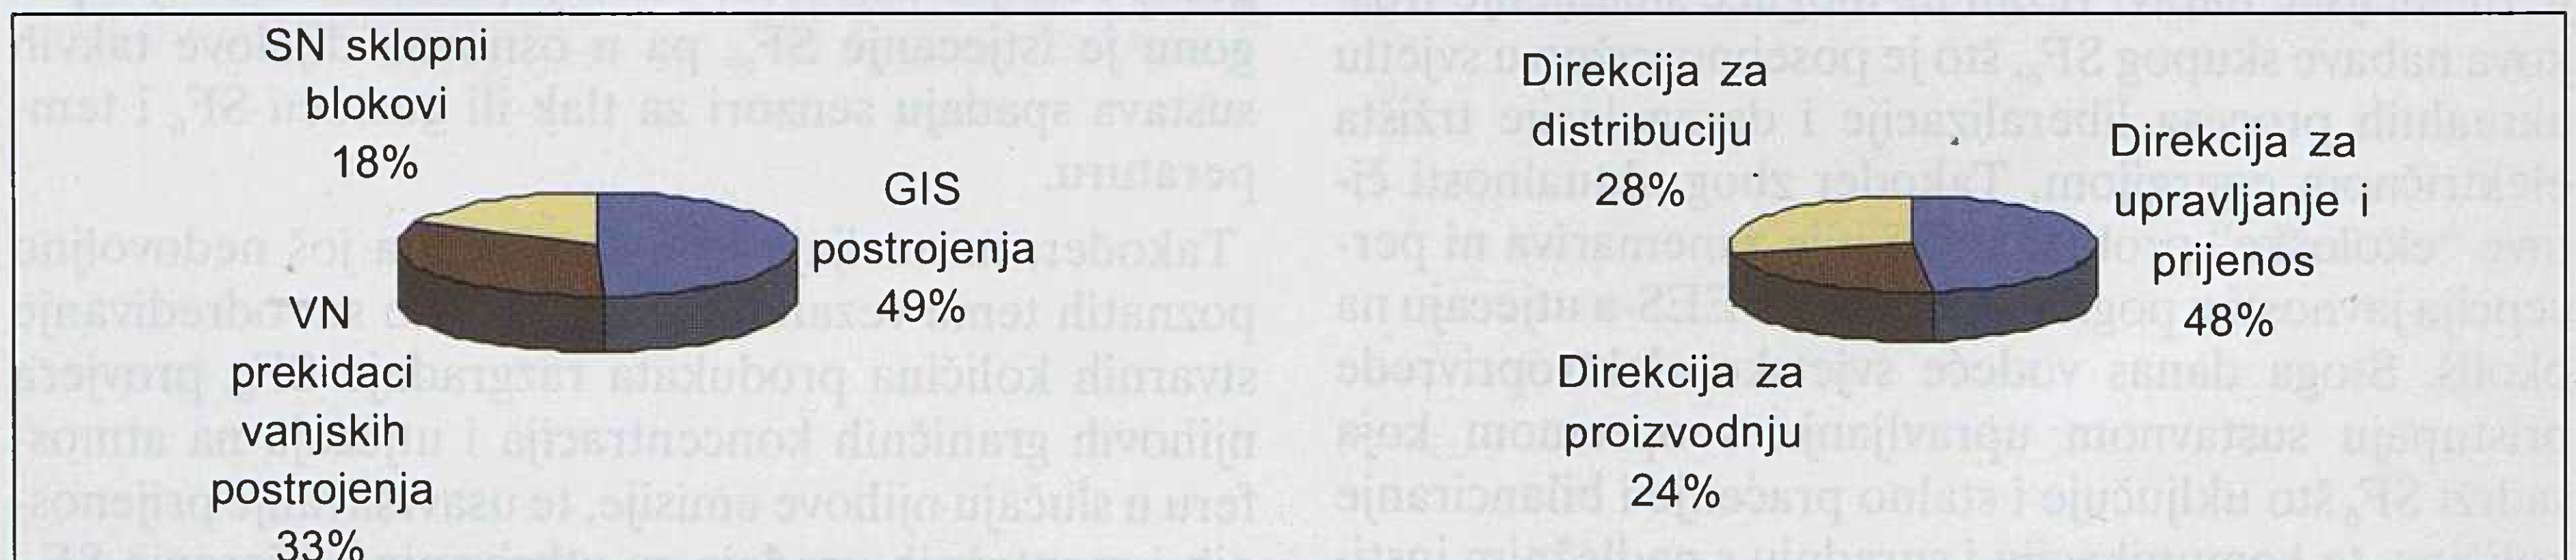 SN sklopni
blokovi
18%
GIS
postrojenja
49%
VN
prekidaci
vanjskih
postrojenja
33%
Direkcija za
distribuciju
28%
Direkcija za
upravljanje i
prijenos
48%
Direkcija za
proizvodnju
24%